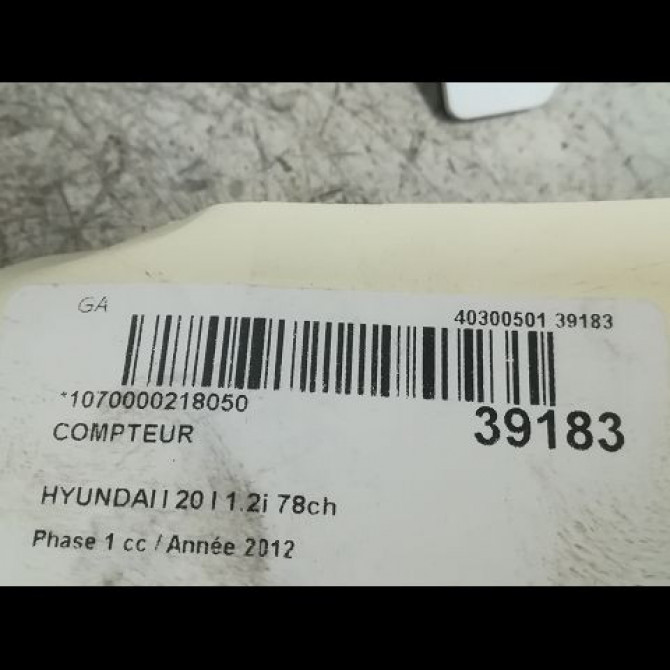 GA
40300501 39183
*1070000218050
39183
COMPTEUR
HYUNDAI I 20 I 1.2i 78ch
Phase 1 cc / Année 2012